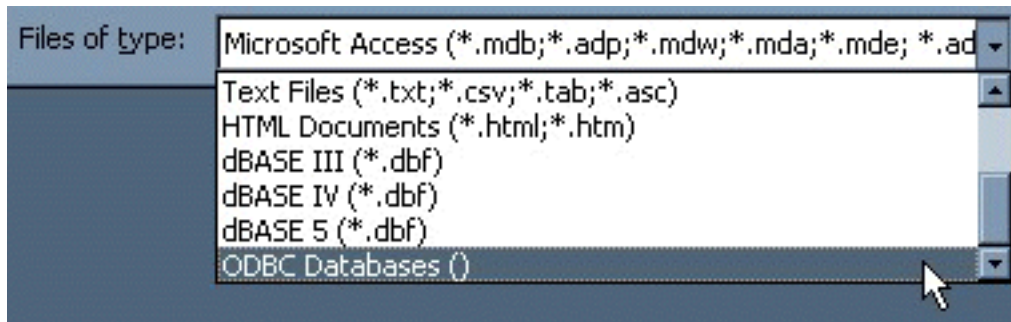 Files of type:
Microsoft Access (*.mdb;*.adp;*.mdw;*.mda;*.mde; *.ad
Text Files (*.txt;*.csv;*.tab;*.asc)
HTML Documents (*.html;*.htm)
dBASE III (*.dbf)
dBASE IV (*.dbf)
dBASE 5 (*.dbf)
ODBC Databases ()